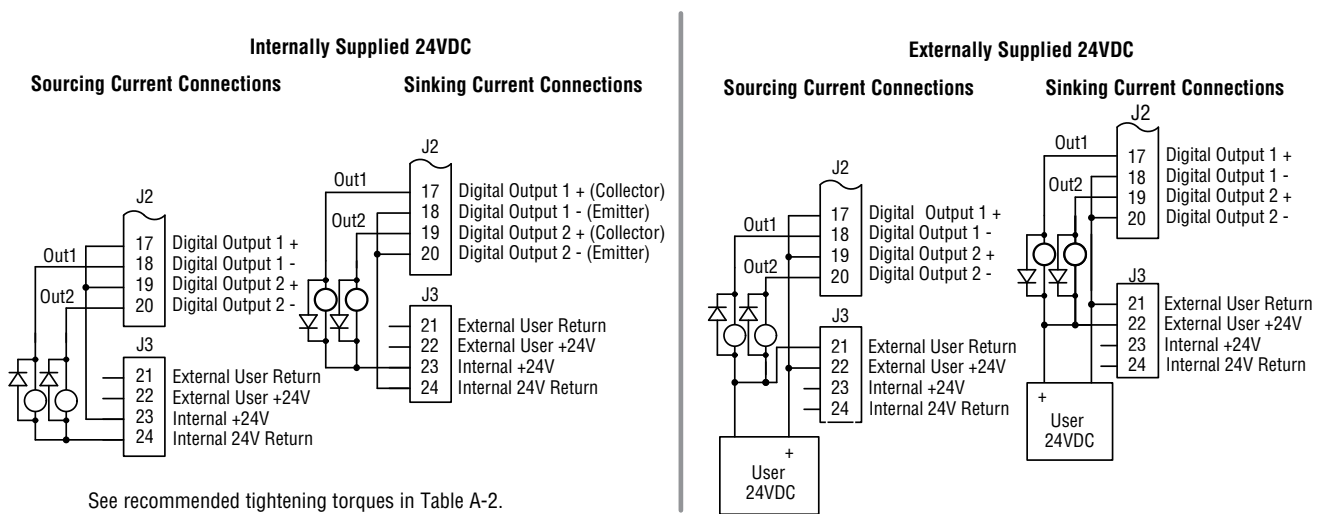 Internally Supplied 24VDC
Sourcing Current Connections
Sinking Current Connections
J2
17 Digital Output 1 +
Out1
18 Digital Output 1 -
19 Digital Output 2 +
Out2
20 Digital Output 2 -
J3
21 External User Return
22 External User +24V
23 Internal +24V
24 Internal 24V Return
J2
Out1
17 Digital Output 1 + (Collector)
18 Digital Output 1 - (Emitter)
Out2
19 Digital Output 2 + (Collector)
20 Digital Output 2 - (Emitter)
J3
21 External User Return
22 External User +24V
23 Internal +24V
24 Internal 24V Return
See recommended tightening torques in Table A-2.
Externally Supplied 24VDC
Sourcing Current Connections
Sinking Current Connections
J2
17 Digital Output 1 +
Out1
18 Digital Output 1 -
19 Digital Output 2 +
Out2
20 Digital Output 2 -
J3
21 External User Return
22 External User +24V
23 Internal +24V
24 Internal 24V Return
+
User
24VDC
J2
Out1
17 Digital Output 1 +
18 Digital Output 1 -
Out2
19 Digital Output 2 +
20 Digital Output 2 -
J3
21 External User Return
22 External User +24V
23 Internal +24V
24 Internal 24V Return
+
User
24VDC